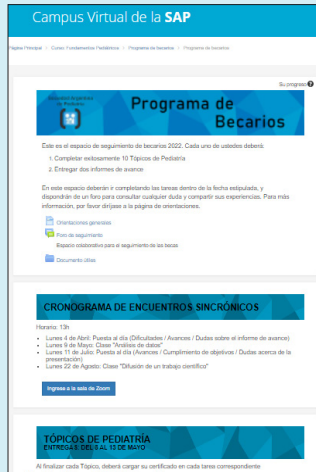 Campus Virtual de la SAP
Página Principal > Curso: Fundamentos Pediátricos > Programa de becarios > Programa de becarios
Su progreso
Sociedad Argentina
de Pediatría
Programa de
Becarios
Este es el espacio de seguimiento de becarios 2022. Cada uno de ustedes deberá:
1. Completar exitosamente 10 Tópicos de Pediatría
2. Entregar dos informes de avance
En este espacio deberán ir completando las tareas dentro de la fecha estipulada, y
dispondrán de un foro para consultar cualquier duda y compartir sus experiencias. Para más
información, por favor diríjase a la página de orientaciones.
Orientaciones generales
Foro de seguimiento
Espacio colaborativo para el seguimiento de las becas
Documentos útiles
CRONOGRAMA DE ENCUENTROS SINCRÓNICOS
Horario: 13h
• Lunes 4 de Abril: Puesta al día (Dificultades / Avances / Dudas sobre el informe de avance)
• Lunes 9 de Mayo: Clase "Análisis de datos"
• Lunes 11 de Julio: Puesta al día (Avances / Cumplimiento de objetivos / Dudas acerca de la
presentación)
• Lunes 22 de Agosto: Clase "Difusión de un trabajo científico"
Ingrese a la sala de Zoom
TÓPICOS DE PEDIATRÍA
ENTREGA 6: DEL 8 AL 13 DE MAYO
Al finalizar cada Tópico, deberá cargar su certificado en cada tarea correspondiente